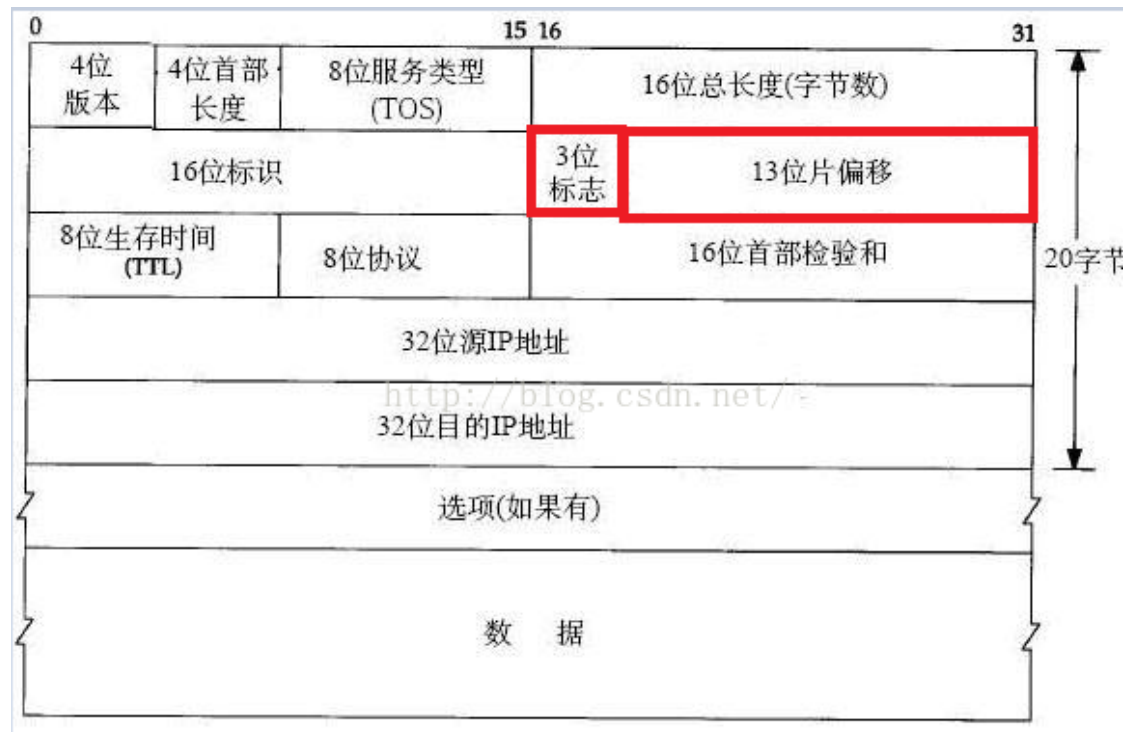 0 15 16 31
4位 4位首部 8位服务类型 16位总长度(字节数)
版本 长度 (TOS)
16位标识 3位 13位片偏移
标志
8位生存时间 8位协议 16位首部检验和
(TTL)
20字节
32位源IP地址
http://blog.csdn.net/
32位目的IP地址
选项(如果有)
数 据